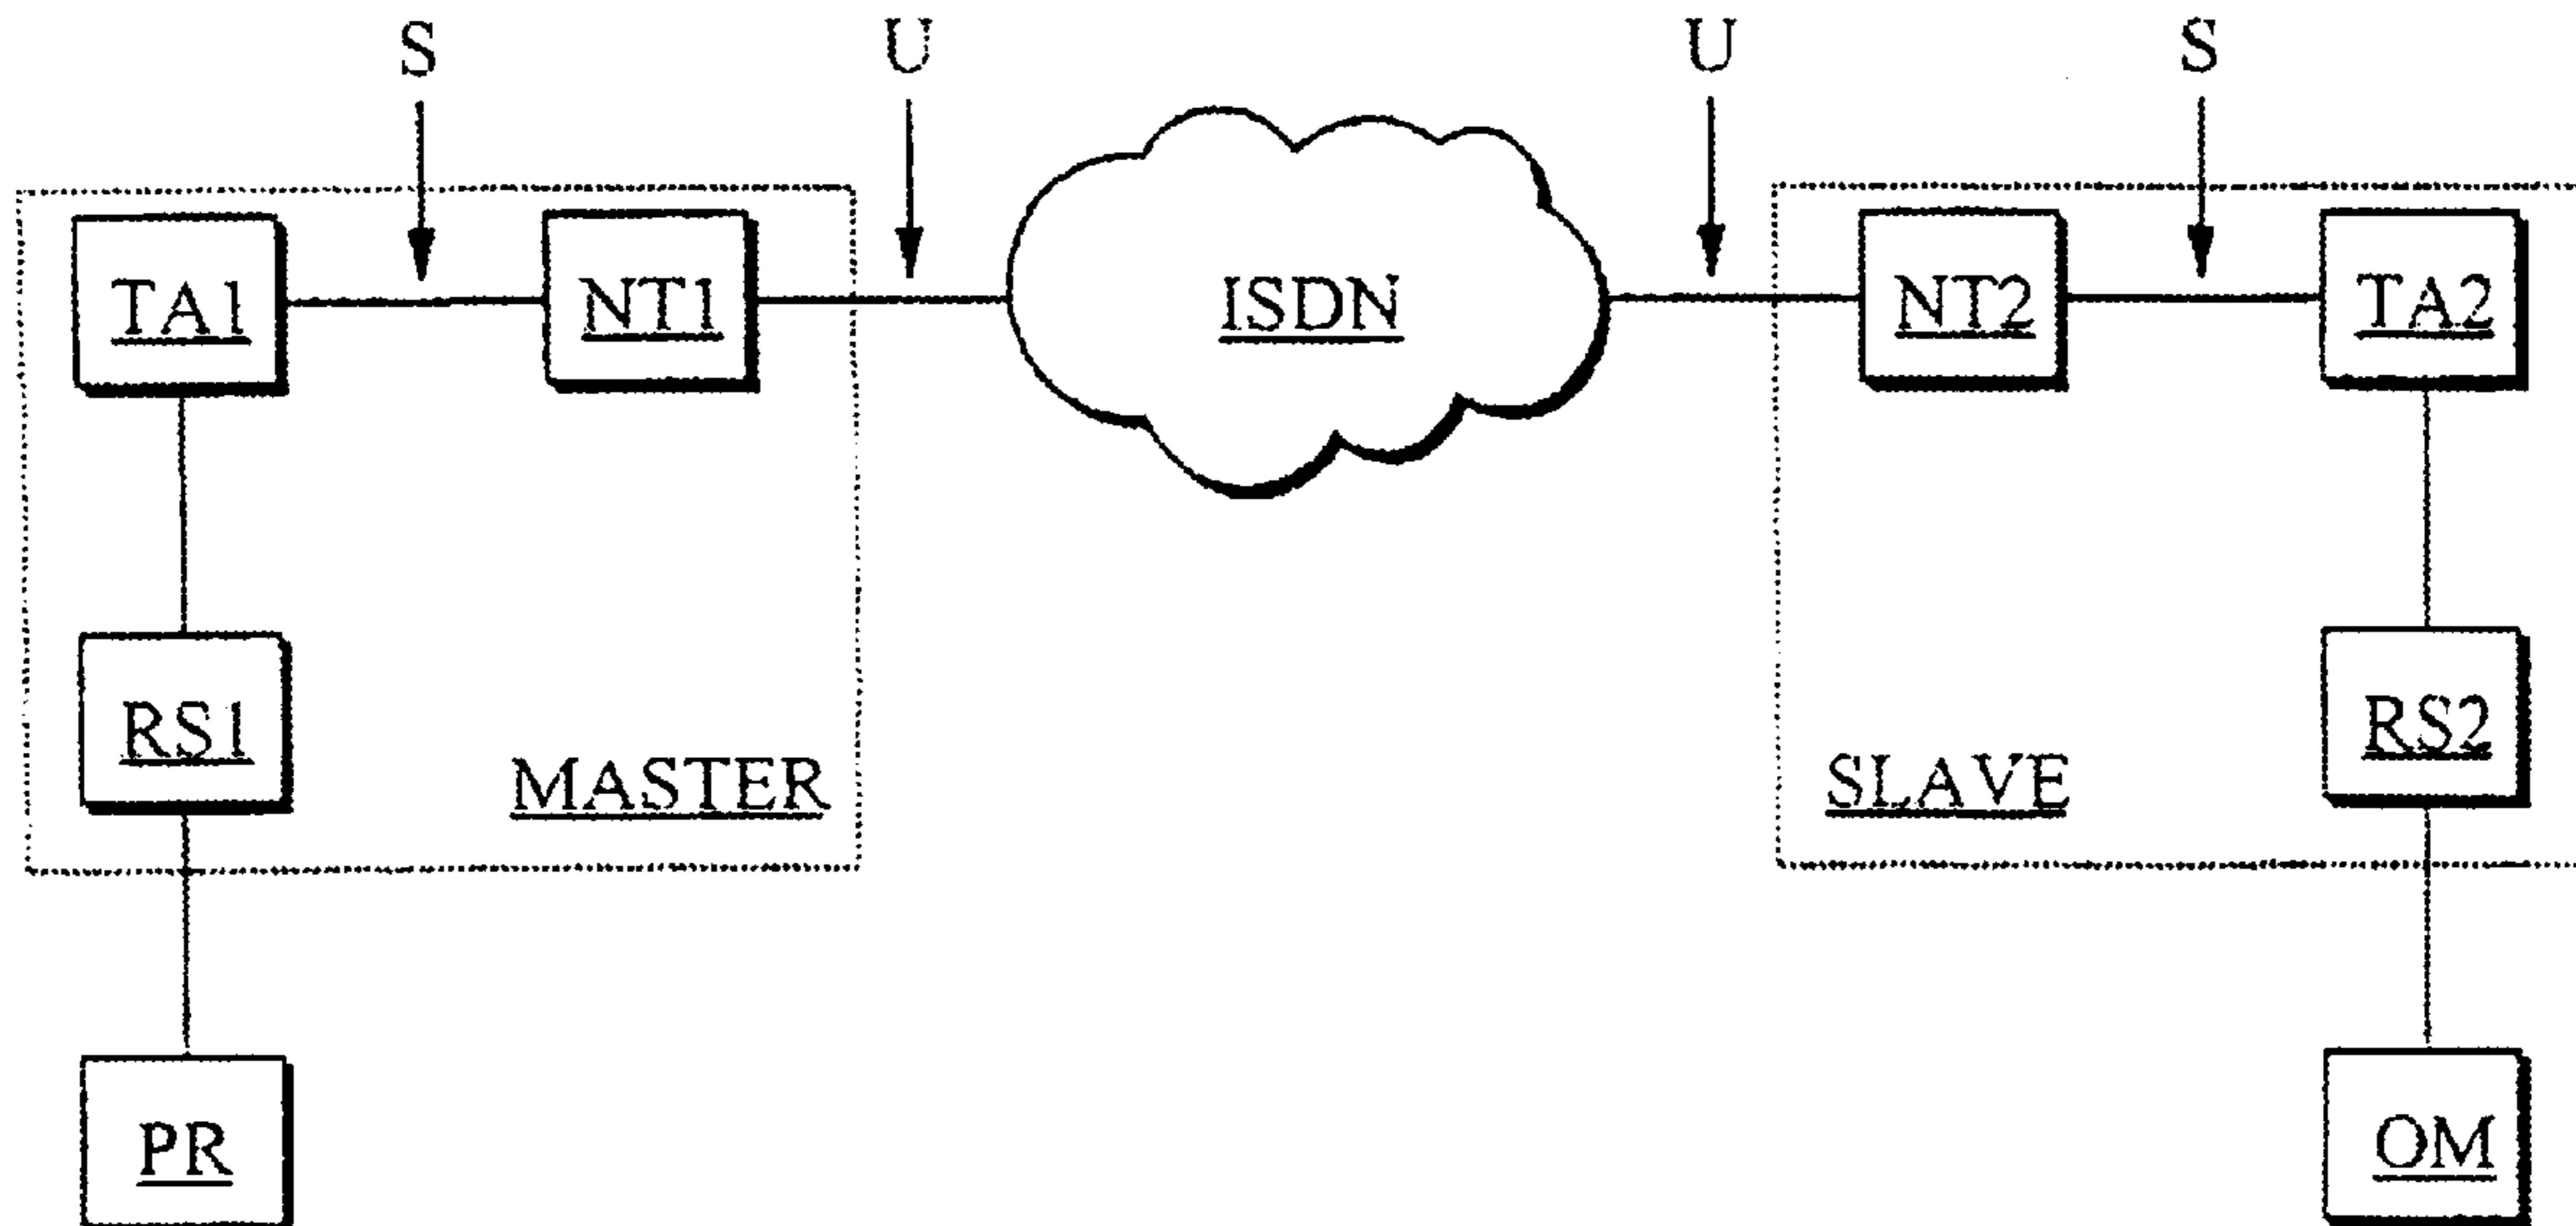 S U U S
TA1 NT1 ISDN NT2 TA2
RS1 RS2
MASTER SLAVE
PR OM